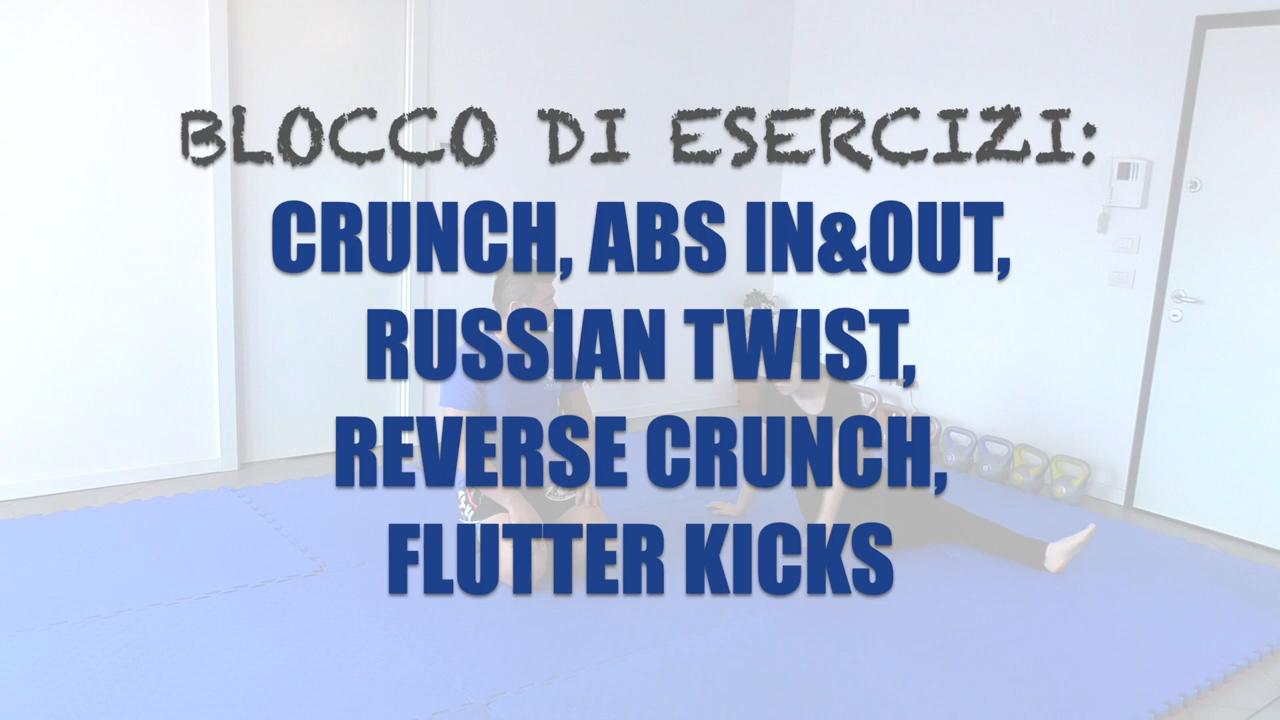 BLOCCO DI ESERCIZI:
CRUNCH, ABS IN&OUT,
RUSSIAN TWIST,
REVERSE CRUNCH,
FLUTTER KICKS